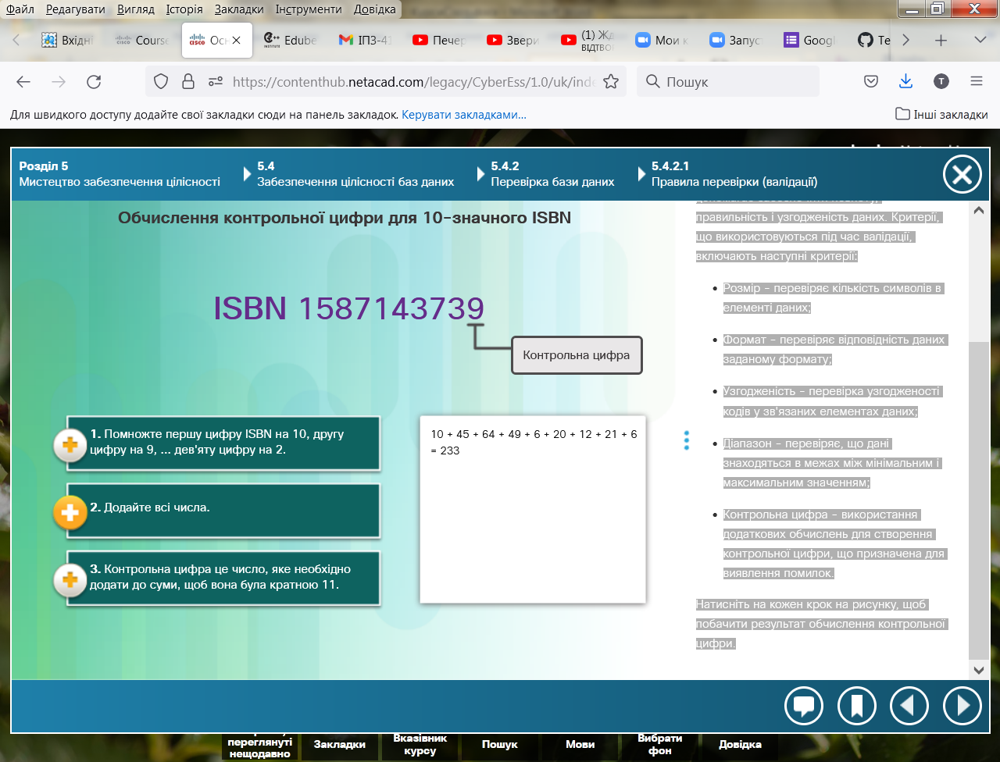 Файл Редагувати Вигляд Історія Закладки Інструменти Довідка
Вхідні Course Осн Edube ІПЗ-41 Печер Звери (1) Жд Мои к Запус Googl Te
https://contenthub.netacad.com/legacy/CyberEss/1.0/uk/inde
Пошук
Для швидкого доступу додайте свої закладки сюди на панель закладок. Керувати закладками...
Інші закладки
Розділ 5
Мистецтво забезпечення цілісності
5.4
Забезпечення цілісності баз даних
5.4.2
Перевірка бази даних
5.4.2.1
Правила перевірки (валідації)
Обчислення контрольної цифри для 10-значного ISBN
ISBN 1587143739
Контрольна цифра
1. Помножте першу цифру ISBN на 10, другу
цифру на 9, ... дев'яту цифру на 2.
2. Додайте всі числа.
3. Контрольна цифра це число, яке необхідно
додати до суми, щоб вона була кратною 11.
10 + 45 + 64 + 49 + 6 + 20 + 12 + 21 + 6
= 233
правильність і узгодженість даних. Критерії,
що використовуються під час валідації,
включають наступні критерії:
Розмір - перевіряє кількість символів в
елементі даних;
Формат - перевіряє відповідність даних
заданому формату;
Узгодженість - перевірка узгодженості
кодів у зв'язаних елементах даних;
Діапазон - перевіряє, що дані
знаходяться в межах між мінімальним і
максимальним значенням;
Контрольна цифра - використання
додаткових обчислень для створення
контрольної цифри, що призначена для
виявлення помилок.
Натисніть на кожен крок на рисунку, щоб
побачити результат обчислення контрольної
цифри.
переглянуті
нещодавно
Закладки
Вказівник
курсу
Пошук
Мови
Вибрати
фон
Довідка